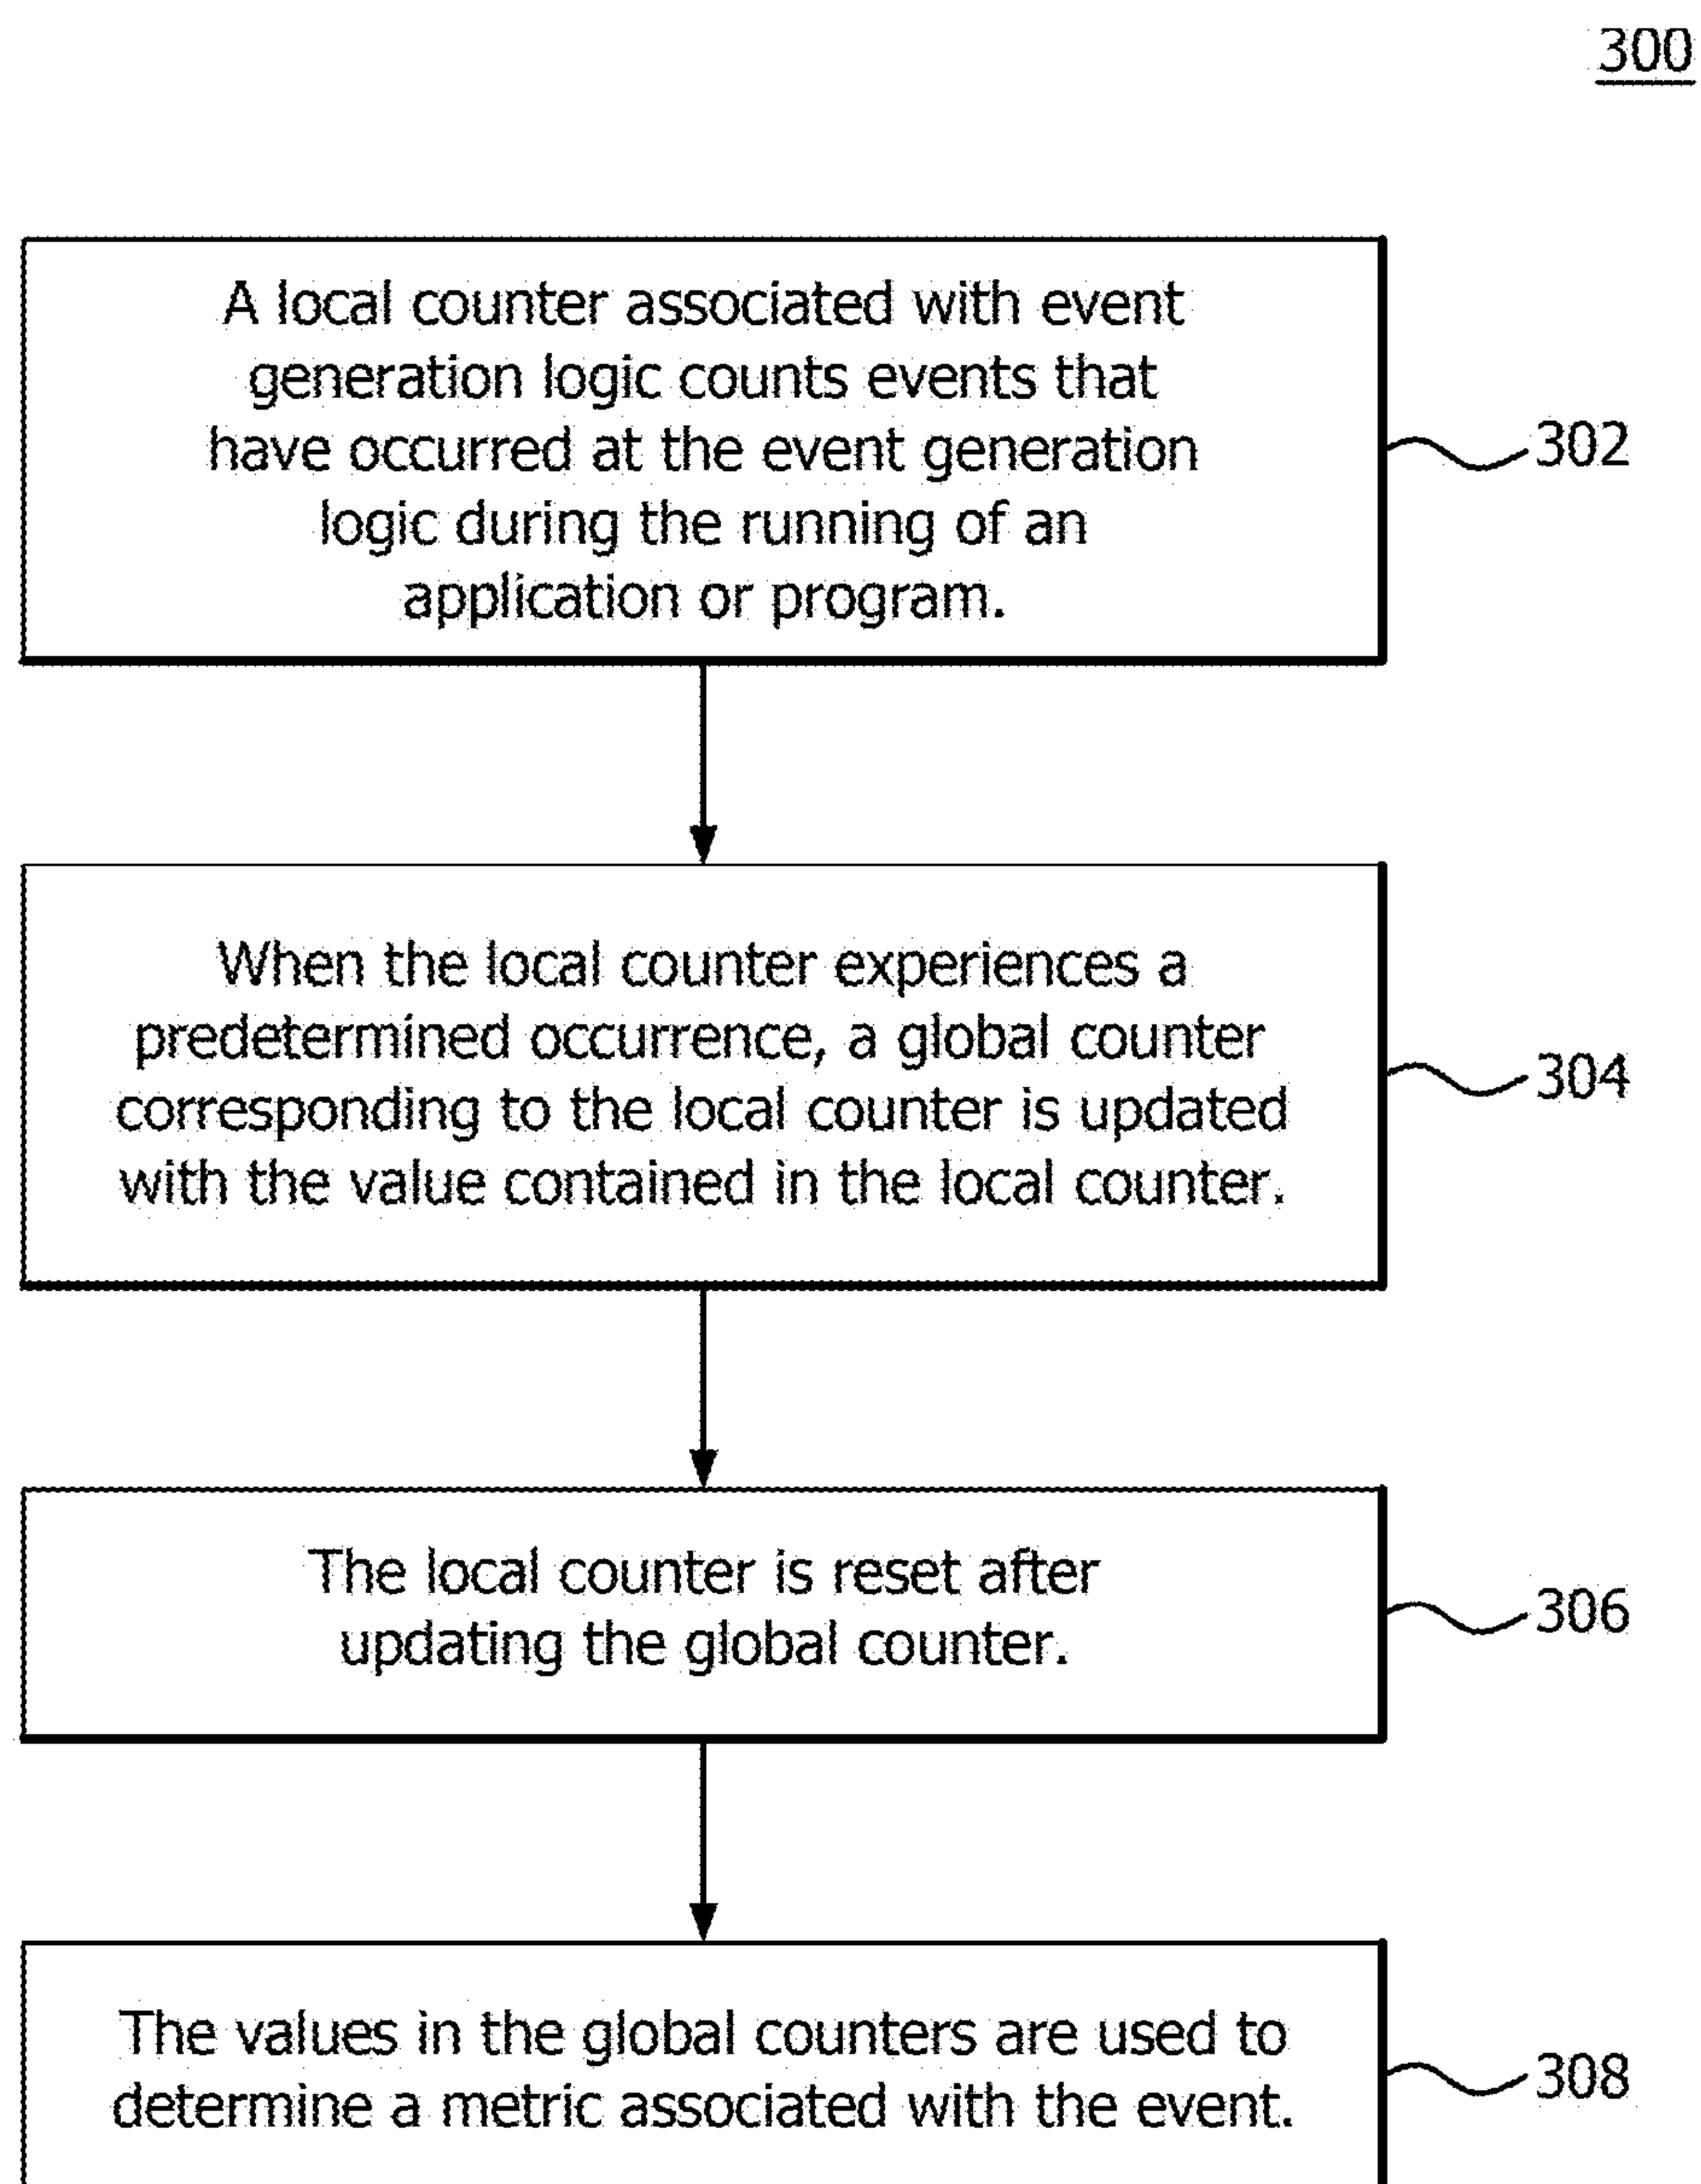 300
A local counter associated with event
generation logic counts events that
have occurred at the event generation
logic during the running of an
application or program.
302
When the local counter experiences a
predetermined occurrence, a global counter
corresponding to the local counter is updated
with the value contained in the local counter.
304
The local counter is reset after
updating the global counter.
306
The values in the global counters are used to
determine a metric associated with the event.
308